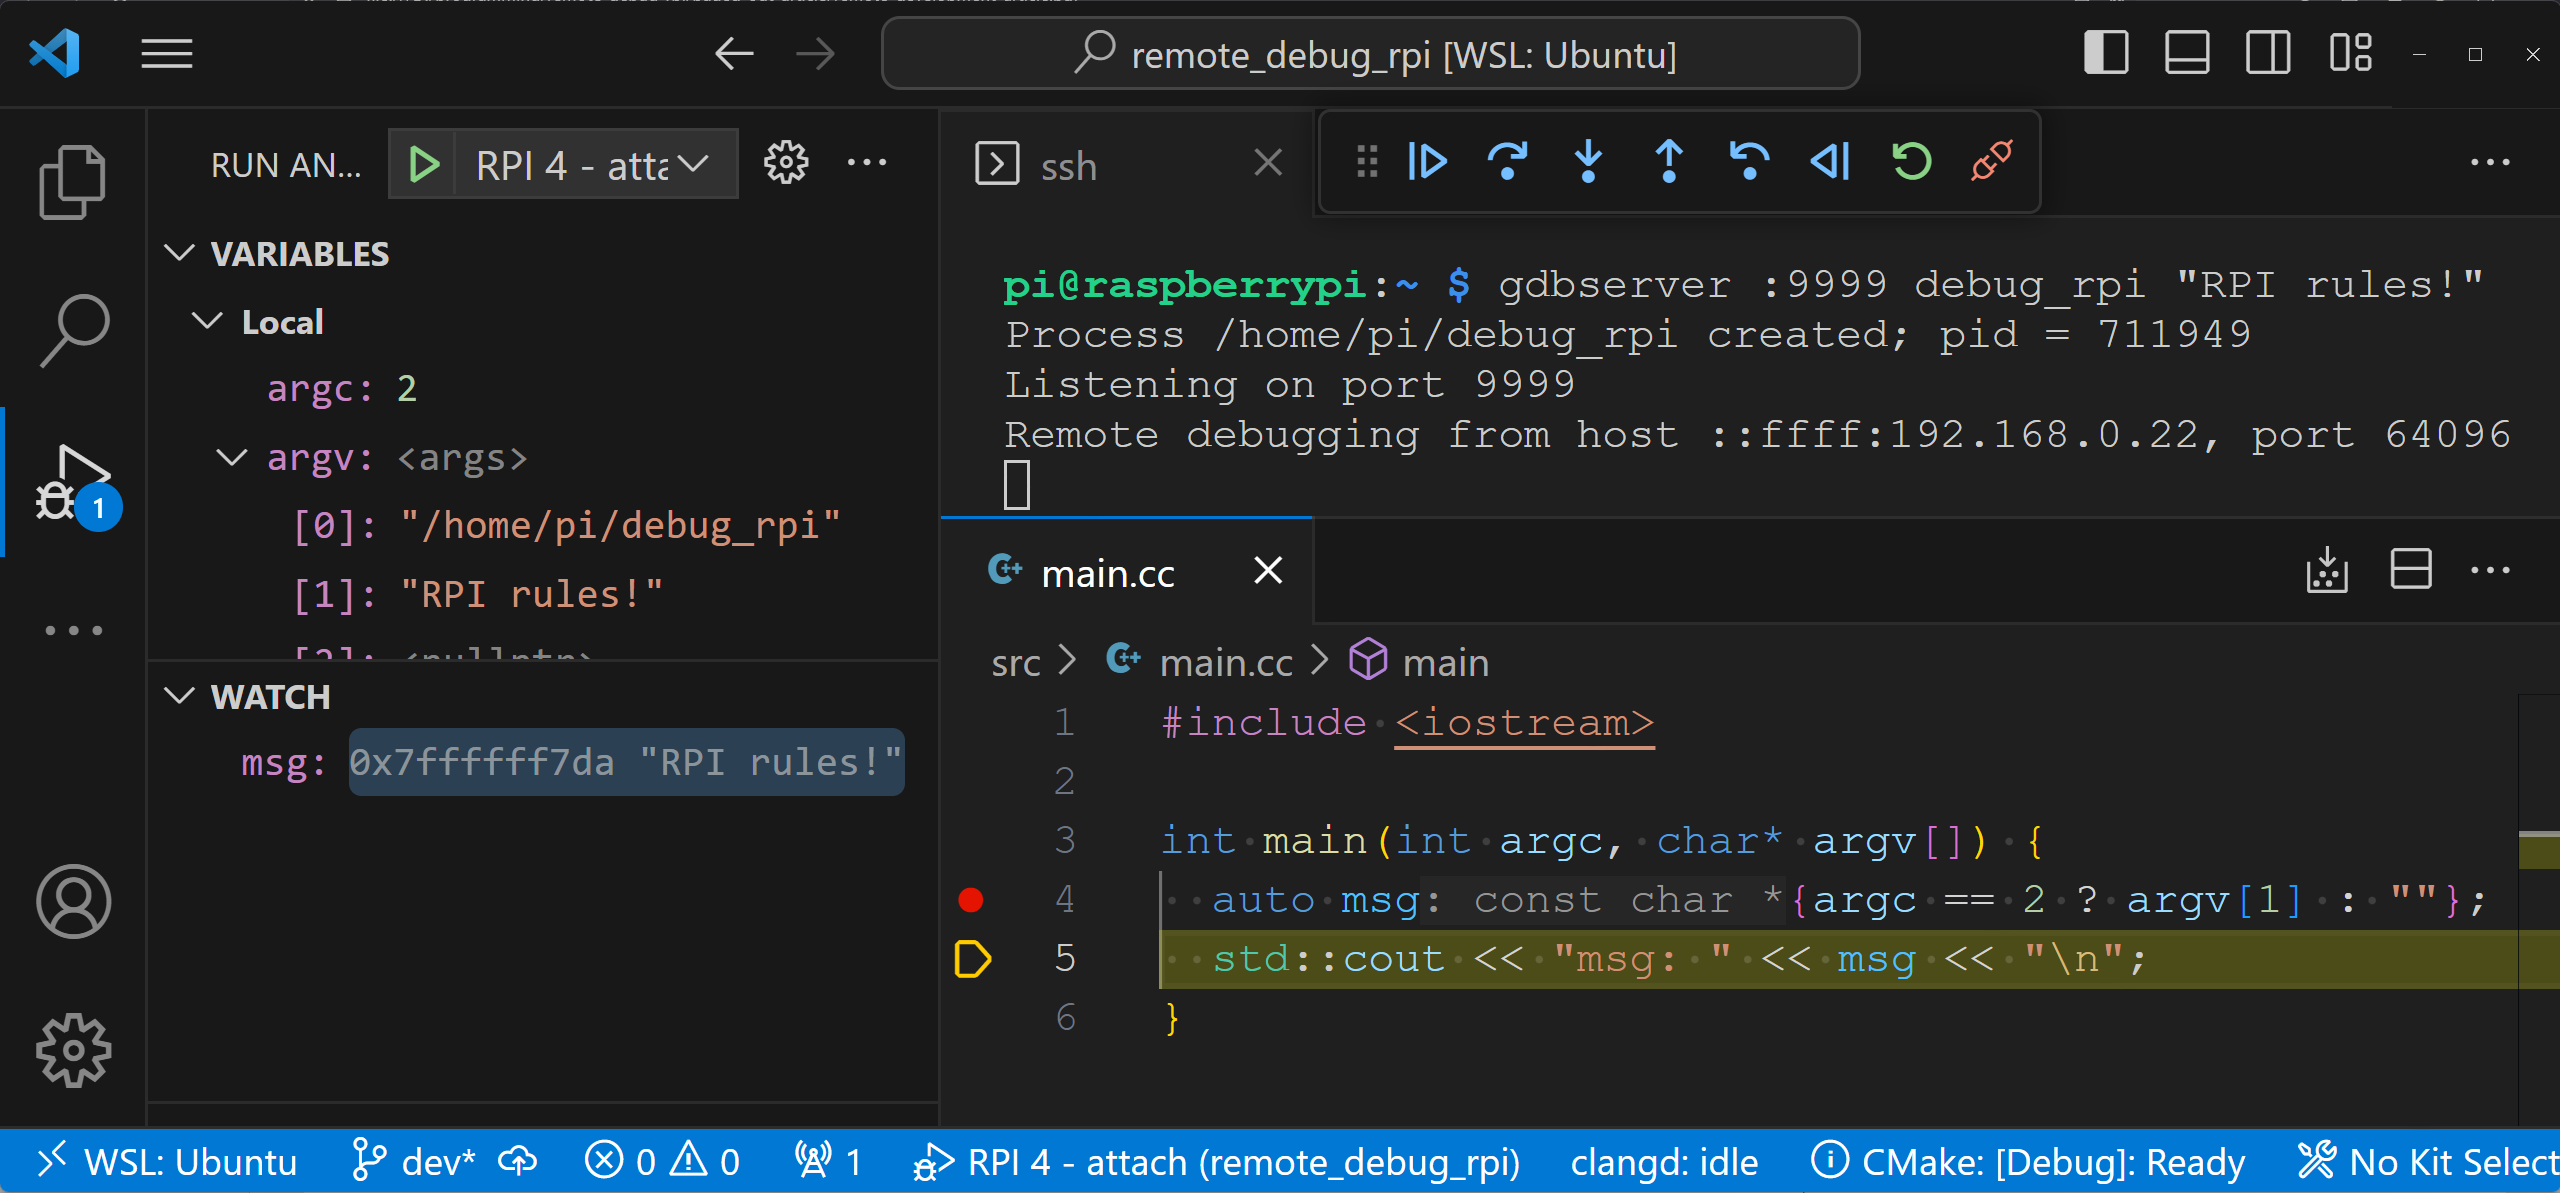 remote_debug_rpi [WSL: Ubuntu]
RUN AN...
RPI 4 - atta
VARIABLES
Local
argc: 2
argv: <args>
[0]: "/home/pi/debug_rpi"
[1]: "RPI rules!"
[2]: <nullptr>
WATCH
msg: 0x7ffffff7da "RPI rules!"
1
ssh
pi@raspberrypi:~ $ gdbserver :9999 debug_rpi "RPI rules!"
Process /home/pi/debug_rpi created; pid = 711949
Listening on port 9999
Remote debugging from host ::ffff:192.168.0.22, port 64096
main.cc
src > main.cc > main
1 #include <iostream>
2
3 int main(int argc, char* argv[]) {
4 auto msg: const char *{argc == 2 ? argv[1] : ""};
5 std::cout << "msg: " << msg << "\n";
6 }
WSL: Ubuntu dev* 0 0 1 RPI 4 - attach (remote_debug_rpi) clangd: idle CMake: [Debug]: Ready No Kit Select